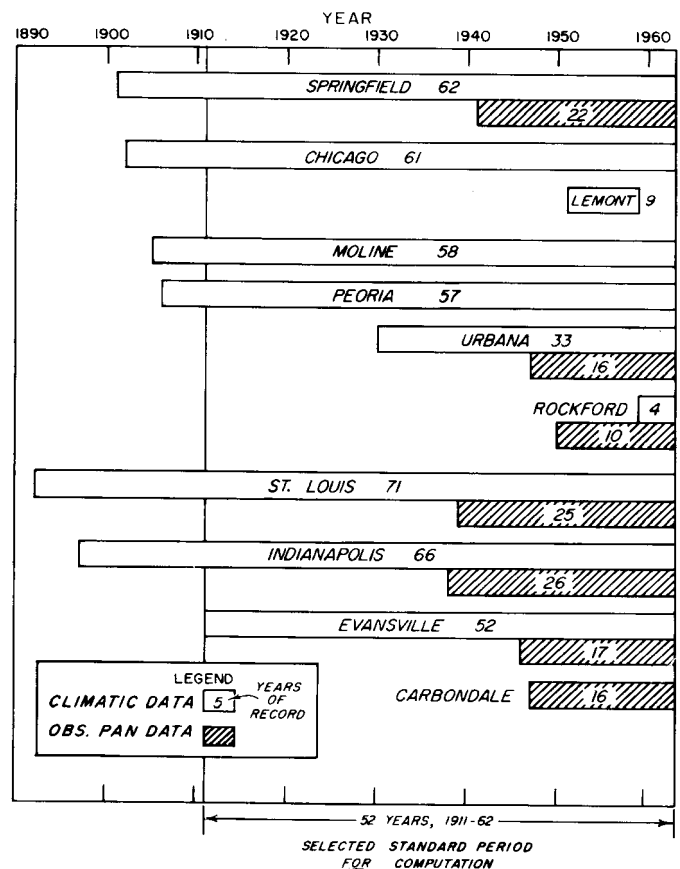 YEAR
1890 1900 1910 1920 1930 1940 1950 1960
SPRINGFIELD 62
22
CHICAGO 61
LEMONT 9
MOLINE 58
PEORIA 57
URBANA 33
16
ROCKFORD 4
10
ST. LOUIS 71
25
INDIANAPOLIS 66
26
EVANSVILLE 52
17
CARBONDALE 16
LEGEND
CLIMATIC DATA 5 YEARS OF RECORD
OBS. PAN DATA
52 YEARS, 1911-62
SELECTED STANDARD PERIOD
FOR COMPUTATION